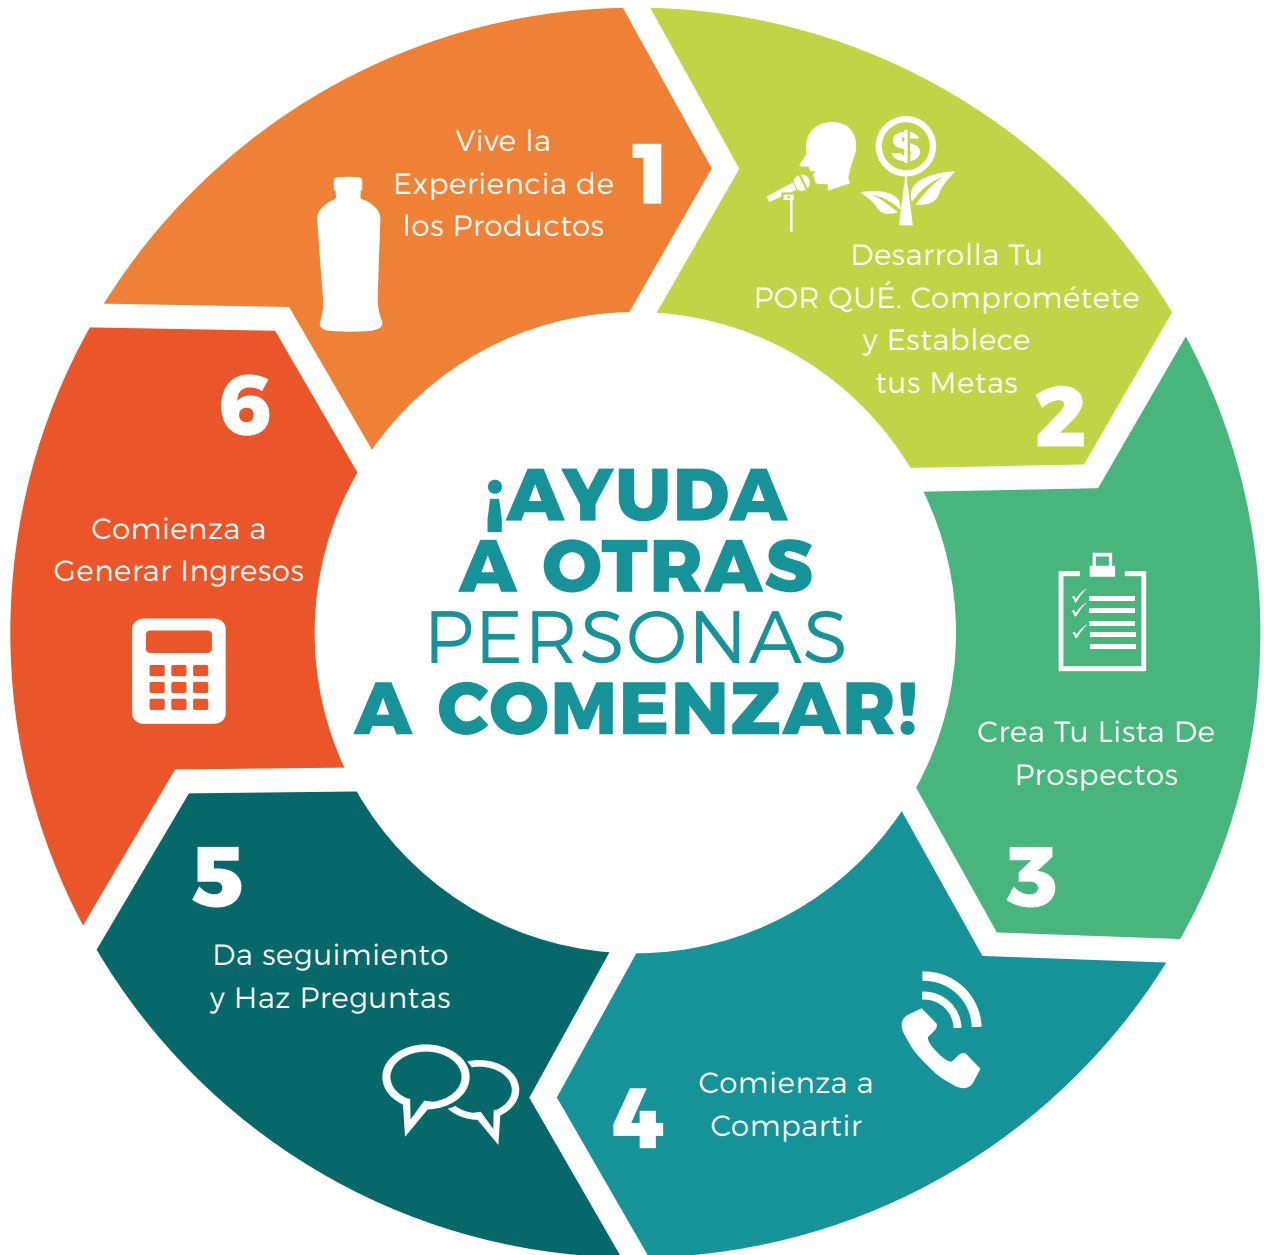 1
Vive la
Experiencia de
los Productos
Desarrolla Tu
POR QUÉ. Comprométete
y Establece
tus Metas
2
$
Crea Tu Lista De
Prospectos
3
Comienza a
Compartir
4
5
Da seguimiento
y Haz Preguntas
6
Comienza a
Generar Ingresos
¡AYUDA
A OTRAS
PERSONAS
A COMENZAR!